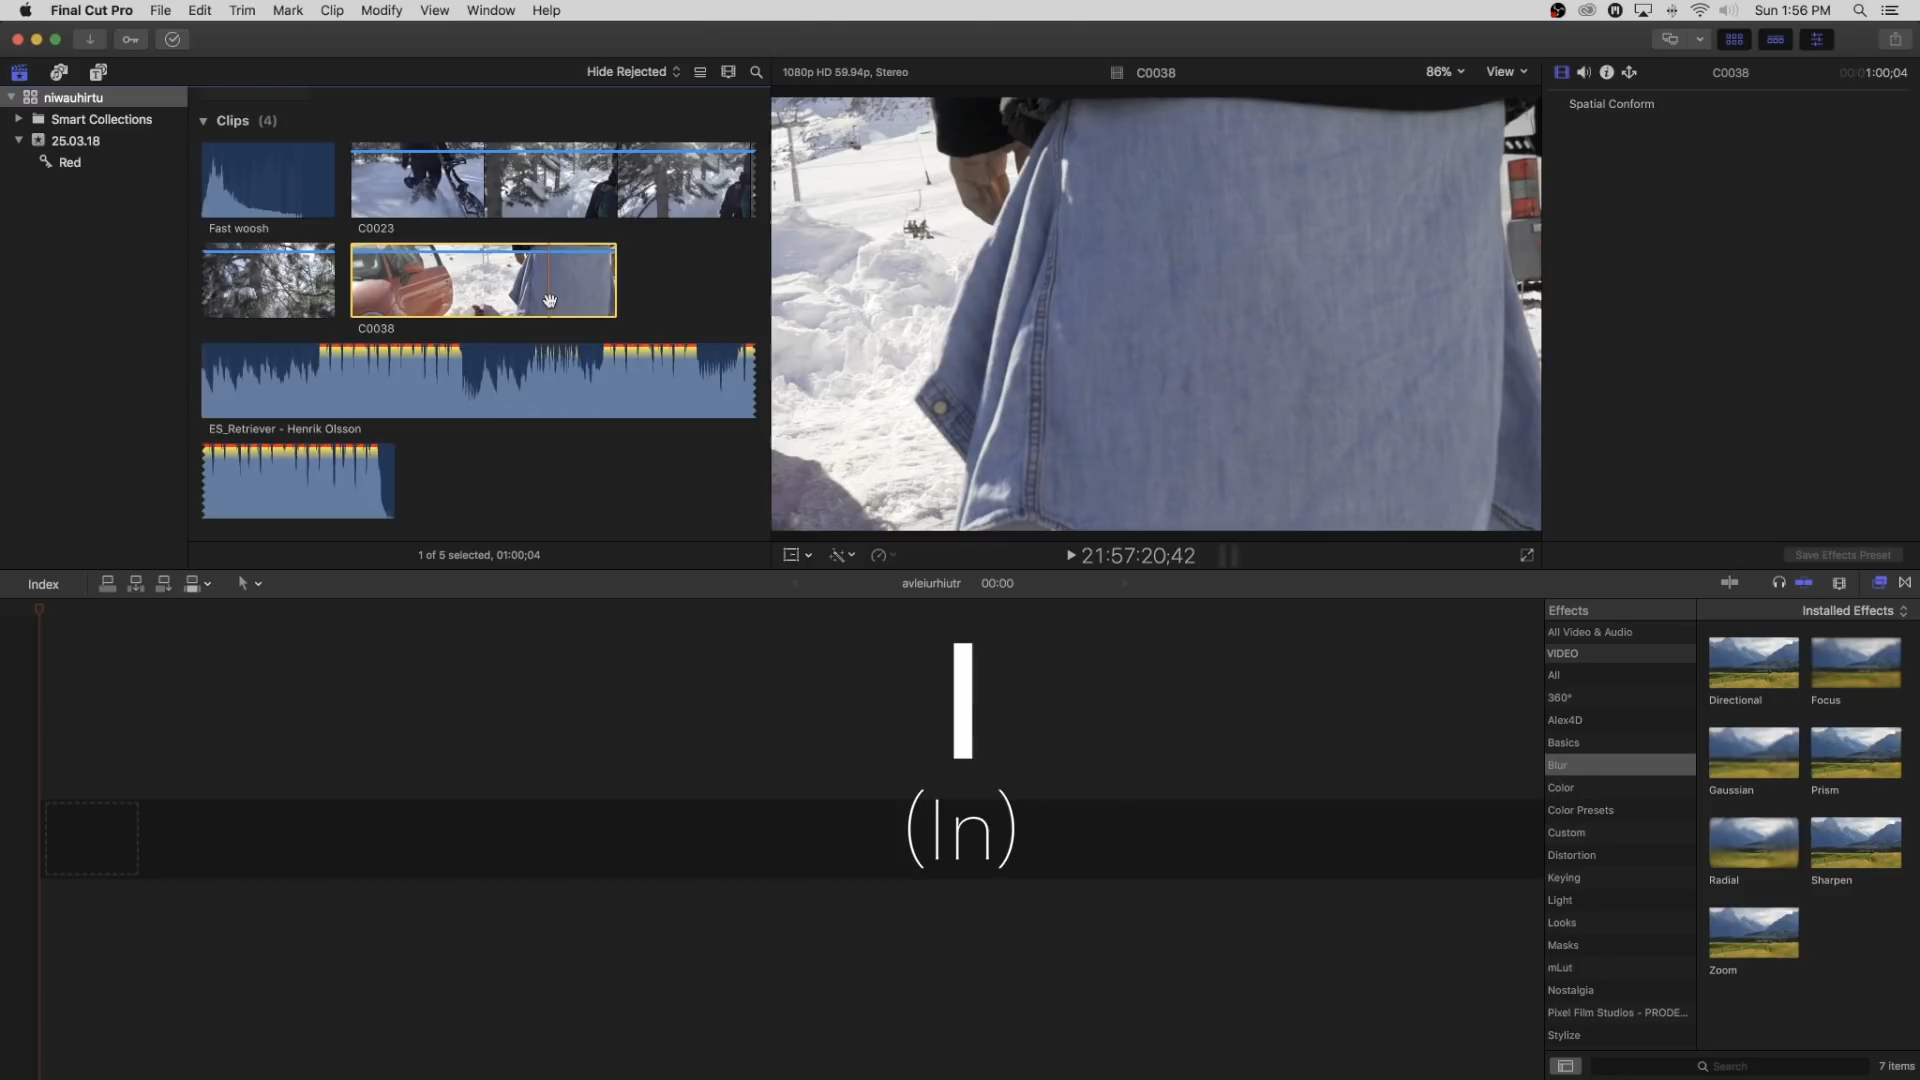 Final Cut Pro File Edit Trim Mark Clip Modify View Window Help Sun 1:56 PM
Hide Rejected 1080p HD 59.94p, Stereo C0038 86% View C0038 00:01:00;04
niwauhirtu
Smart Collections
25.03.18
Red
Clips (4)
Spatial Conform
Fast woosh C0023
C0038
ES_Retriever - Henrik Olsson
1 of 5 selected, 01:00;04 21:57:20;42 Save Effects Preset
Index avleiurhiutr 00:00
I
(In)
Effects Installed Effects
All Video & Audio
VIDEO
All
360°
Alex4D
Basics
Blur
Color
Color Presets
Custom
Distortion
Keying
Light
Looks
Masks
mLut
Nostalgia
Pixel Film Studios - PRODE...
Stylize
Directional Focus
Gaussian Prism
Radial Sharpen
Zoom
Search 7 items